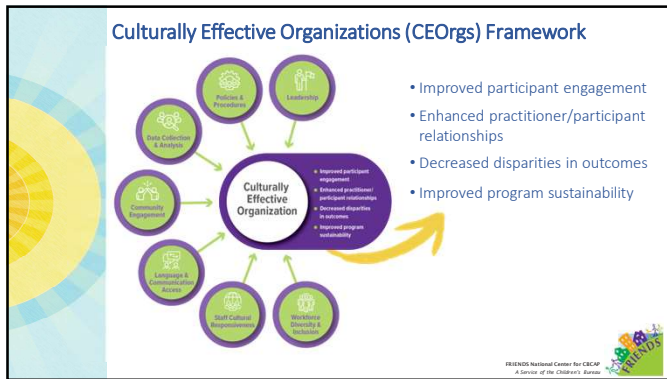 Culturally Effective Organizations (CEOrgs) Framework
Policies &
Procedures
Leadership
Data Collection
& Analysis
Community
Engagement
Language &
Communication
Access
Staff Cultural
Responsiveness
Workforce
Diversity &
Inclusion
Culturally
Effective
Organization
• Improved participant
engagement
• Enhanced practitioner/
participant relationships
• Decreased disparities
in outcomes
• Improved program
sustainability
• Improved participant engagement
• Enhanced practitioner/participant
relationships
• Decreased disparities in outcomes
• Improved program sustainability
FRIENDS National Center for CBCAP
A Service of the Children's Bureau
FRIENDS